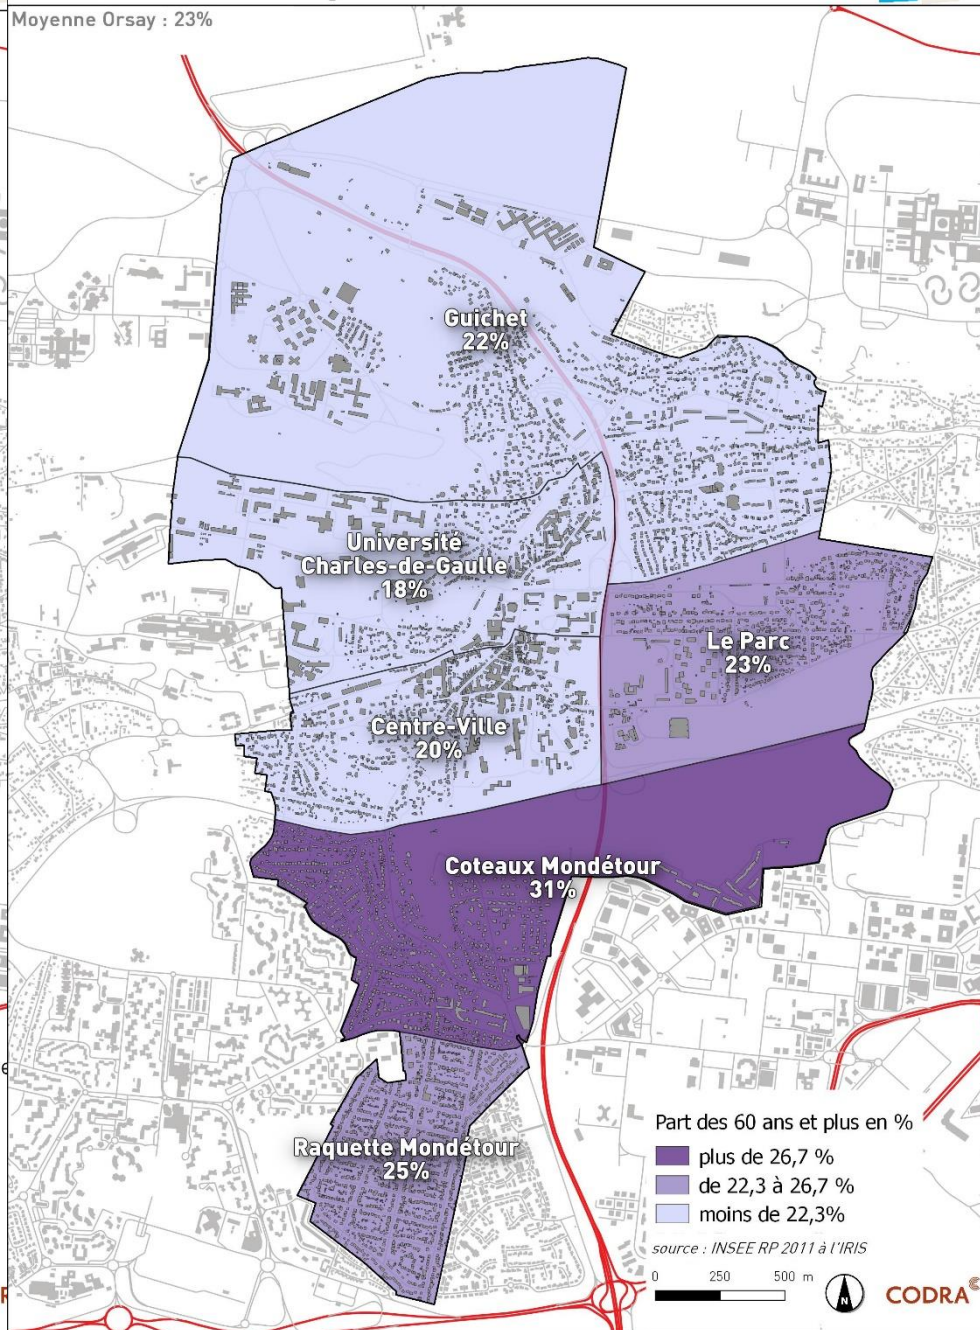 Moyenne Orsay : 23%
Guichet
22%
Université
Charles-de-Gaulle
18%
Le Parc
23%
Centre-Ville
20%
Coteaux Mondétour
31%
Raquette Mondétour
25%
Part des 60 ans et plus en %
plus de 26,7 %
de 22,3 à 26,7 %
moins de 22,3%
source : INSEE RP 2011 à l'IRIS
0 250 500 m
N
CODRA